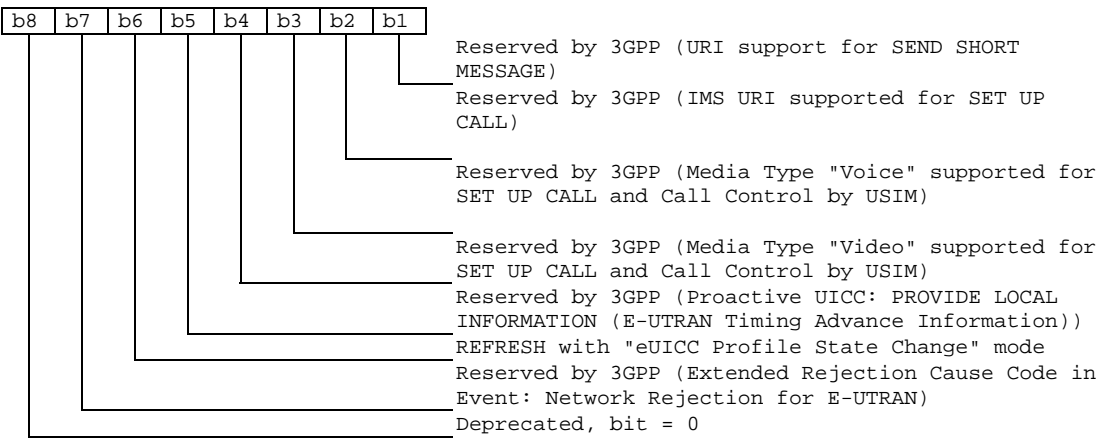 b8 b7 b6 b5 b4 b3 b2 b1
Reserved by 3GPP (URI support for SEND SHORT
MESSAGE)
Reserved by 3GPP (IMS URI supported for SET UP
CALL)
Reserved by 3GPP (Media Type "Voice" supported for
SET UP CALL and Call Control by USIM)
Reserved by 3GPP (Media Type "Video" supported for
SET UP CALL and Call Control by USIM)
Reserved by 3GPP (Proactive UICC: PROVIDE LOCAL
INFORMATION (E-UTRAN Timing Advance Information))
REFRESH with "eUICC Profile State Change" mode
Reserved by 3GPP (Extended Rejection Cause Code in
Event: Network Rejection for E-UTRAN)
Deprecated, bit = 0